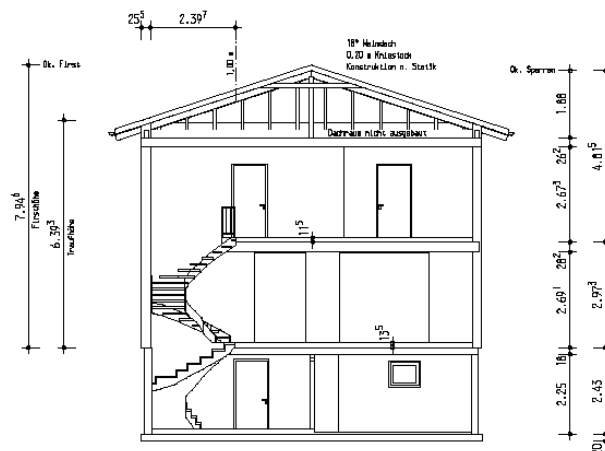 25⁵ 2.39⁷
18° Walmdach
0,20 m Kniestock
Konstruktion n. Statik
Ok. First
1,00 m
Ok. Sparren
Dachraum nicht ausgebaut
7.94⁶
Firsthöhe
6.39³
Traufhöhe
1.88
26²
2.67³
4.81⁵
11⁵
28²
2.69¹
2.97³
13⁵
18
2.25
2.43